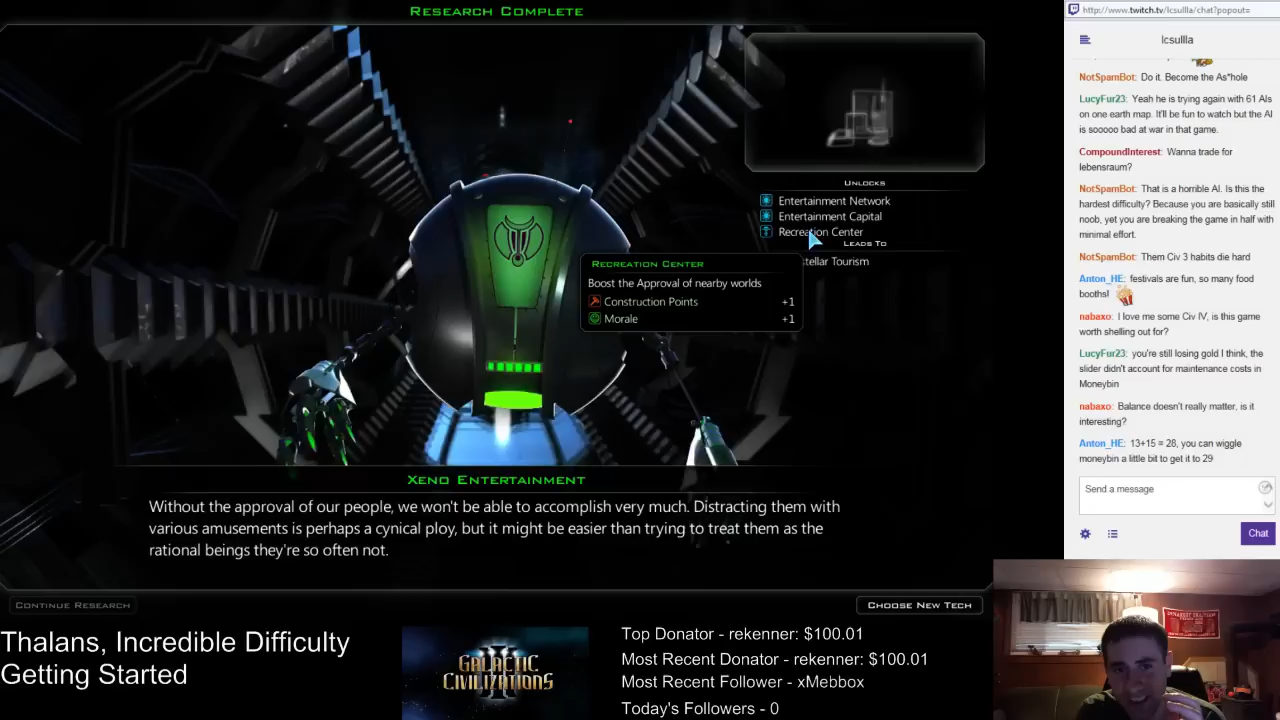 RESEARCH COMPLETE
UNLOCKS
Entertainment Network
Entertainment Capital
Recreation Center
LEADS TO
stellar Tourism
RECREATION CENTER
Boost the Approval of nearby worlds
Construction Points +1
Morale +1
XENO ENTERTAINMENT
Without the approval of our people, we won't be able to accomplish very much. Distracting them with
various amusements is perhaps a cynical ploy, but it might be easier than trying to treat them as the
rational beings they're so often not.
CONTINUE RESEARCH
CHOOSE NEW TECH
Thalans, Incredible Difficulty
Getting Started
GALACTIC
CIVILIZATIONS
III
Top Donator - rekenner: $100.01
Most Recent Donator - rekenner: $100.01
Most Recent Follower - xMebbox
Today's Followers - 0
http://www.twitch.tv/lcsullla/chat?popout=
lcsullla
NotSpamBot: Do it. Become the As*hole
LucyFur23: Yeah he is trying again with 61 AIs
on one earth map. It'll be fun to watch but the AI
is sooooo bad at war in that game.
CompoundInterest: Wanna trade for
lebensraum?
NotSpamBot: That is a horrible AI. Is this the
hardest difficulty? Because you are basically still
noob, yet you are breaking the game in half with
minimal effort.
NotSpamBot: Them Civ 3 habits die hard
Anton_HE: festivals are fun, so many food
booths!
nabaxo: I love me some Civ IV, is this game
worth shelling out for?
LucyFur23: you're still losing gold I think, the
slider didn't account for maintenance costs in
Moneybin
nabaxo: Balance doesn't really matter, is it
interesting?
Anton_HE: 13+15 = 28, you can wiggle
moneybin a little bit to get it to 29
Send a message
Chat